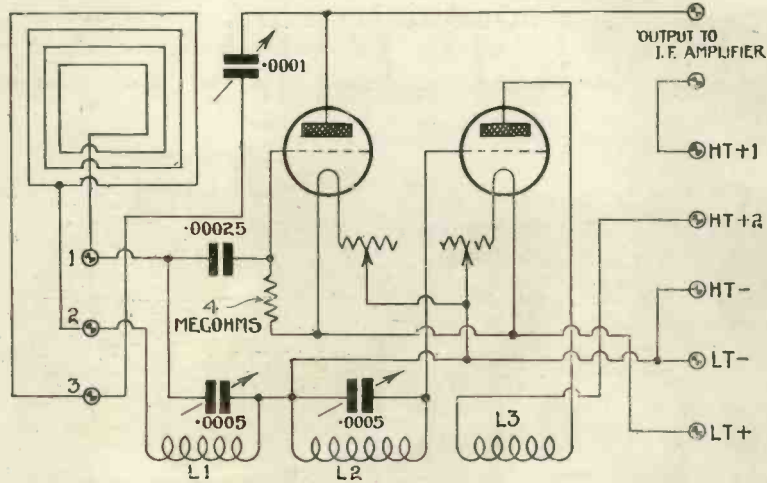 .0001
OUTPUT TO
I.F. AMPLIFIER
HT+1
HT+2
.00025
1
4
MEGOHMS
2
HT-
LT-
3
.0005
.0005
L3
LT+
L1
L2